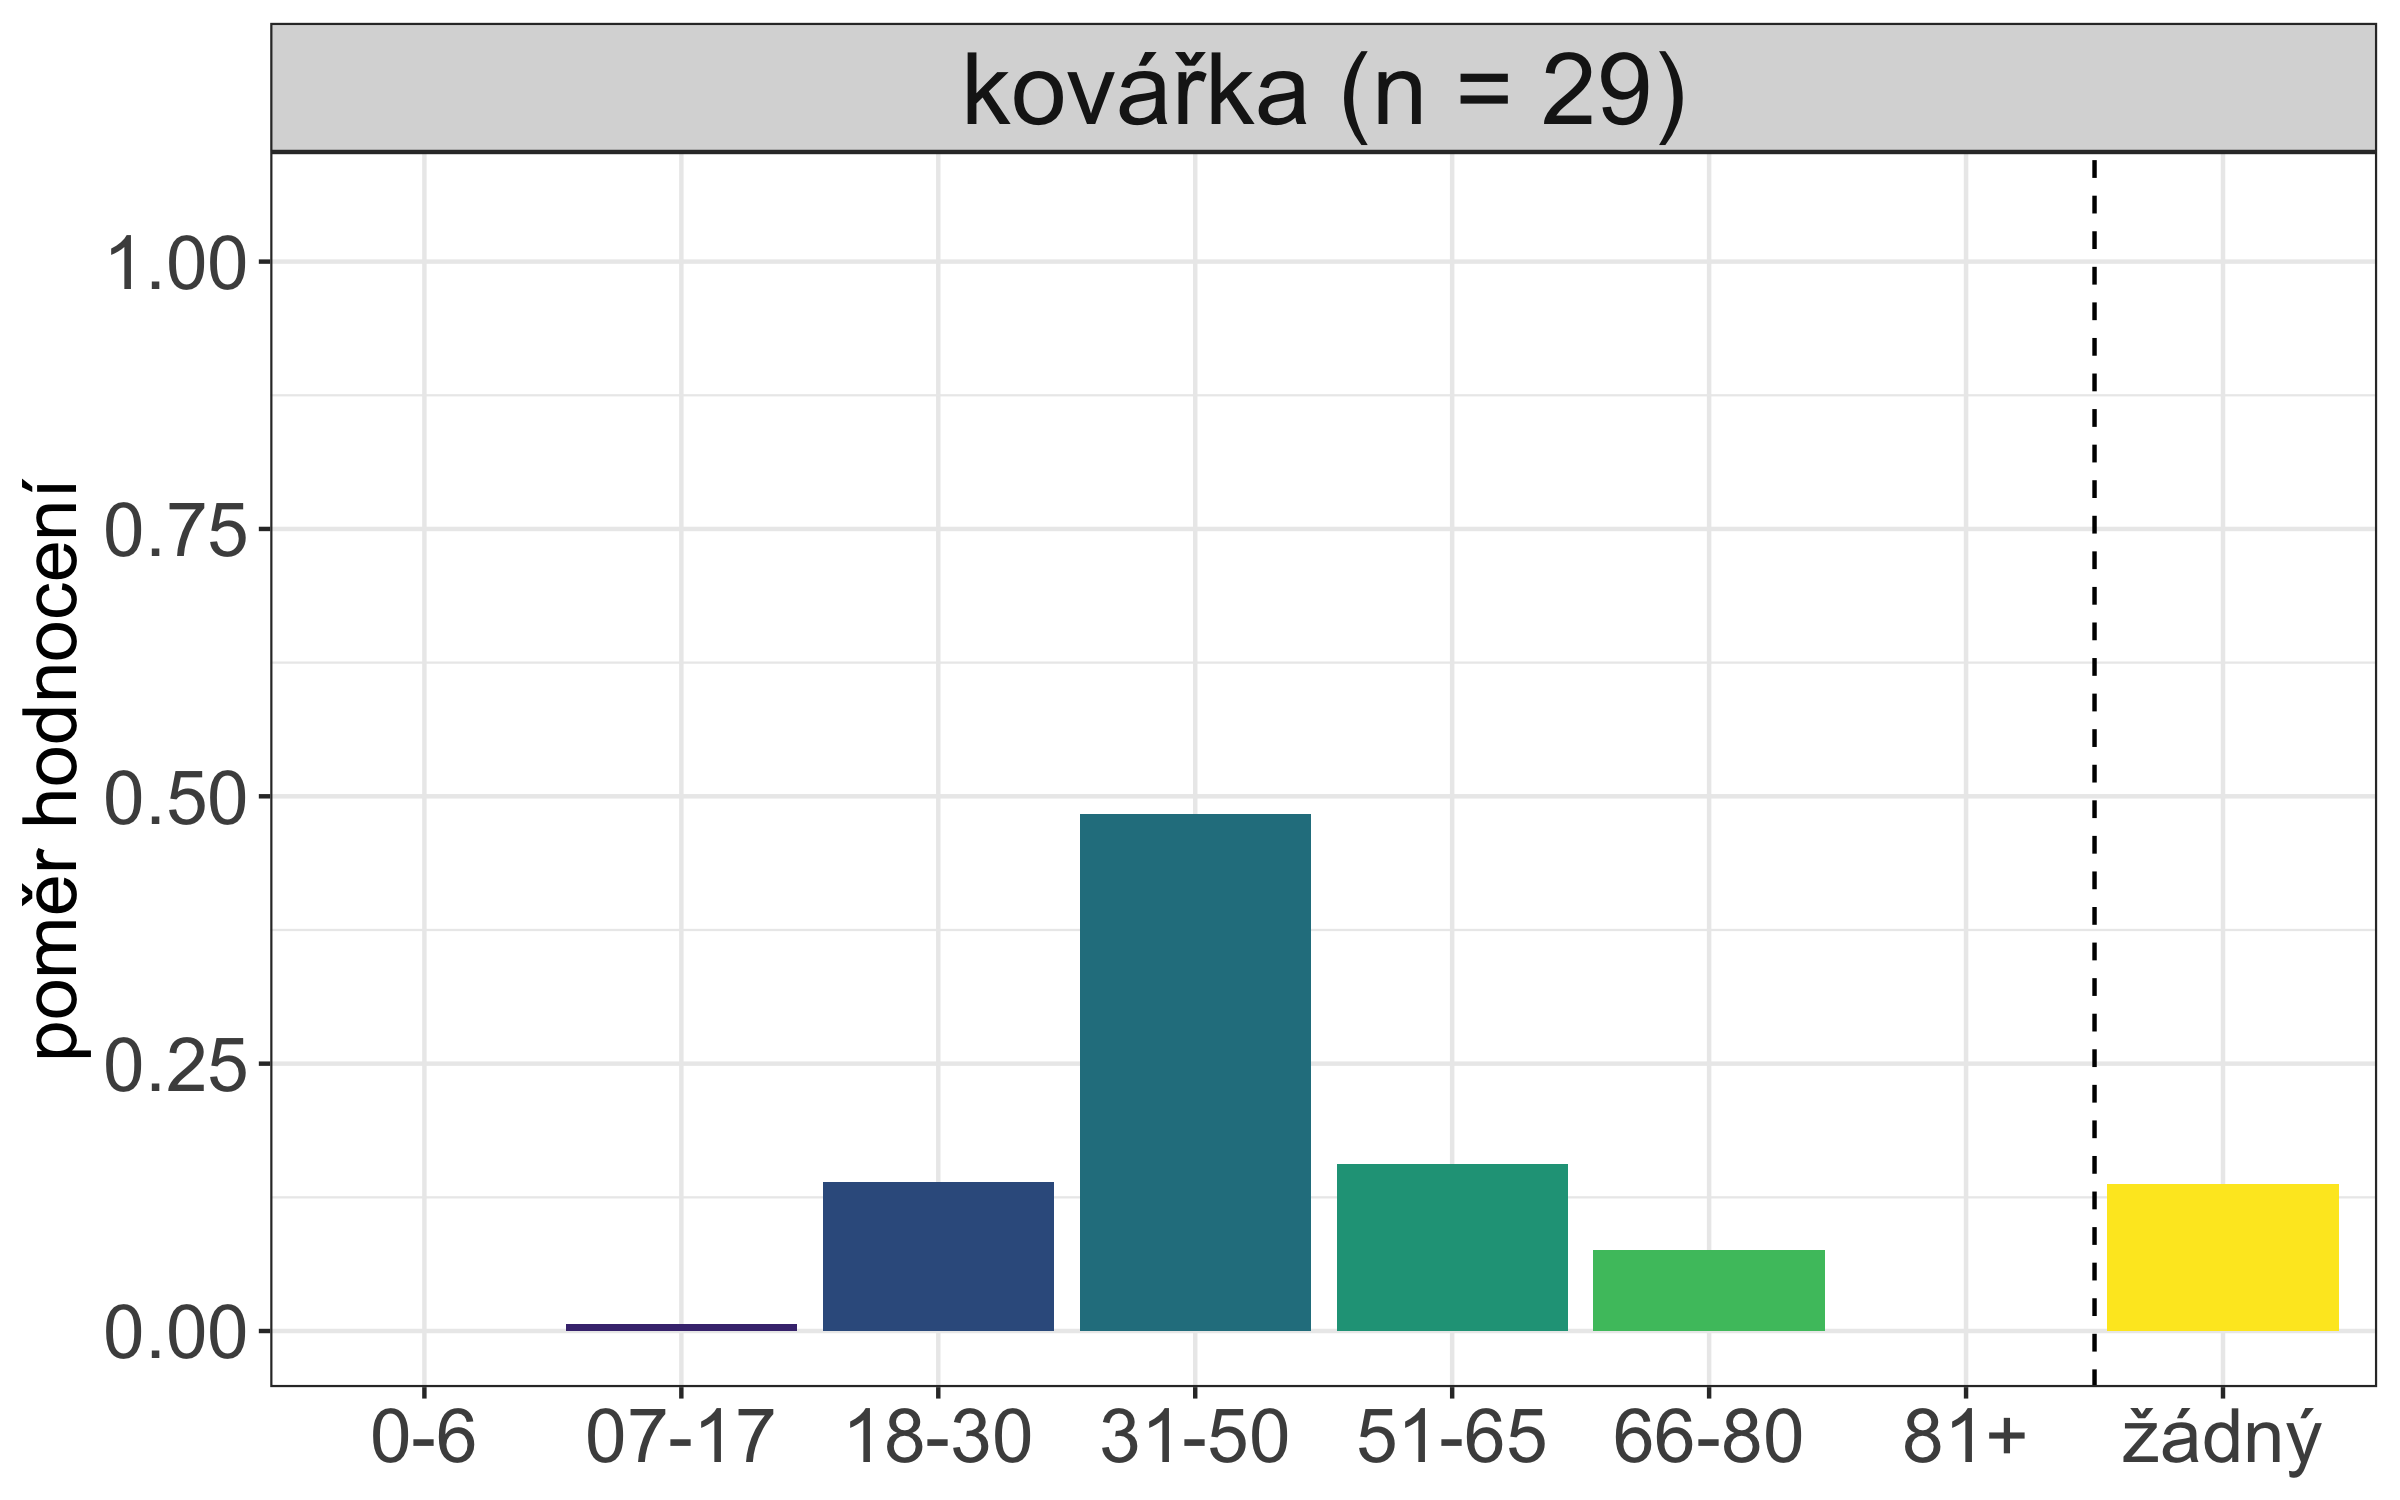 kovářka (n = 29)
poměr hodnocení
1.00
0.75
0.50
0.25
0.00
0-6 07-17 18-30 31-50 51-65 66-80 81+ žádný